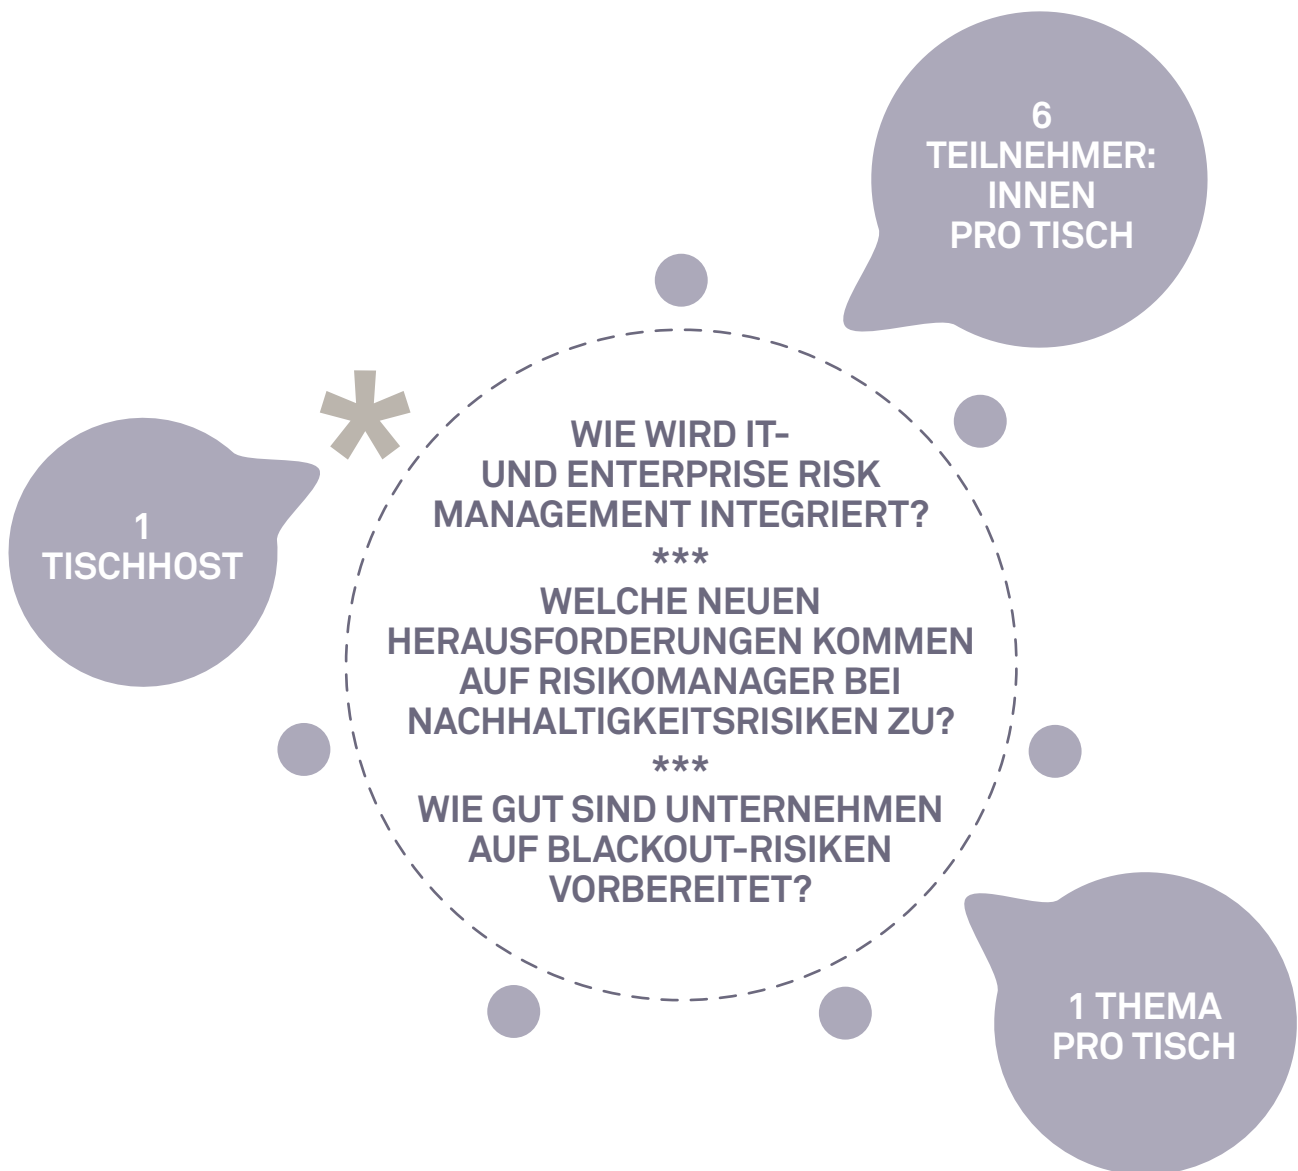 6
TEILNEHMER:
INNEN
PRO TISCH
1
TISCHHOST
WIE WIRD IT-
UND ENTERPRISE RISK
MANAGEMENT INTEGRIERT?
***
WELCHE NEUEN
HERAUSFORDERUNGEN KOMMEN
AUF RISIKOMANAGER BEI
NACHHALTIGKEITSRISIKEN ZU?
***
WIE GUT SIND UNTERNEHMEN
AUF BLACKOUT-RISIKEN
VORBEREITET?
1 THEMA
PRO TISCH